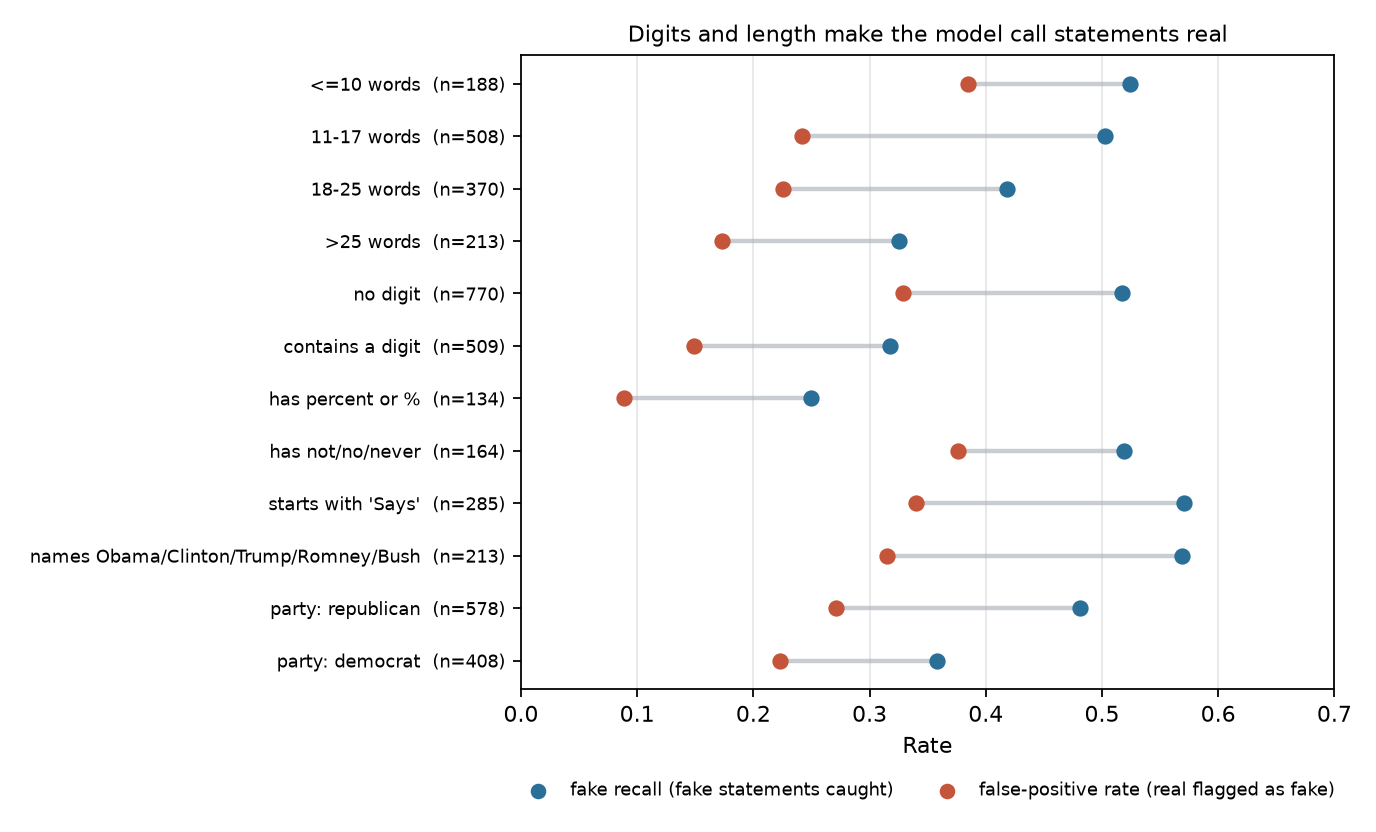 Digits and length make the model call statements real
<=10 words (n=188)
11-17 words (n=508)
18-25 words (n=370)
>25 words (n=213)
no digit (n=770)
contains a digit (n=509)
has percent or % (n=134)
has not/no/never (n=164)
starts with 'Says' (n=285)
names Obama/Clinton/Trump/Romney/Bush (n=213)
party: republican (n=578)
party: democrat (n=408)
0.0 0.1 0.2 0.3 0.4 0.5 0.6 0.7
Rate
fake recall (fake statements caught) false-positive rate (real flagged as fake)